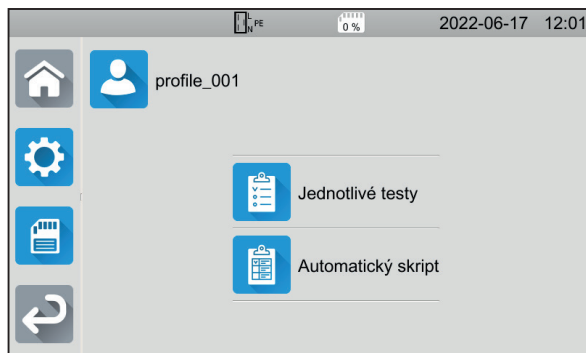 L
N PE 0 % 2022-06-17 12:01
profile_001
Jednotlivé testy
Automatický skript